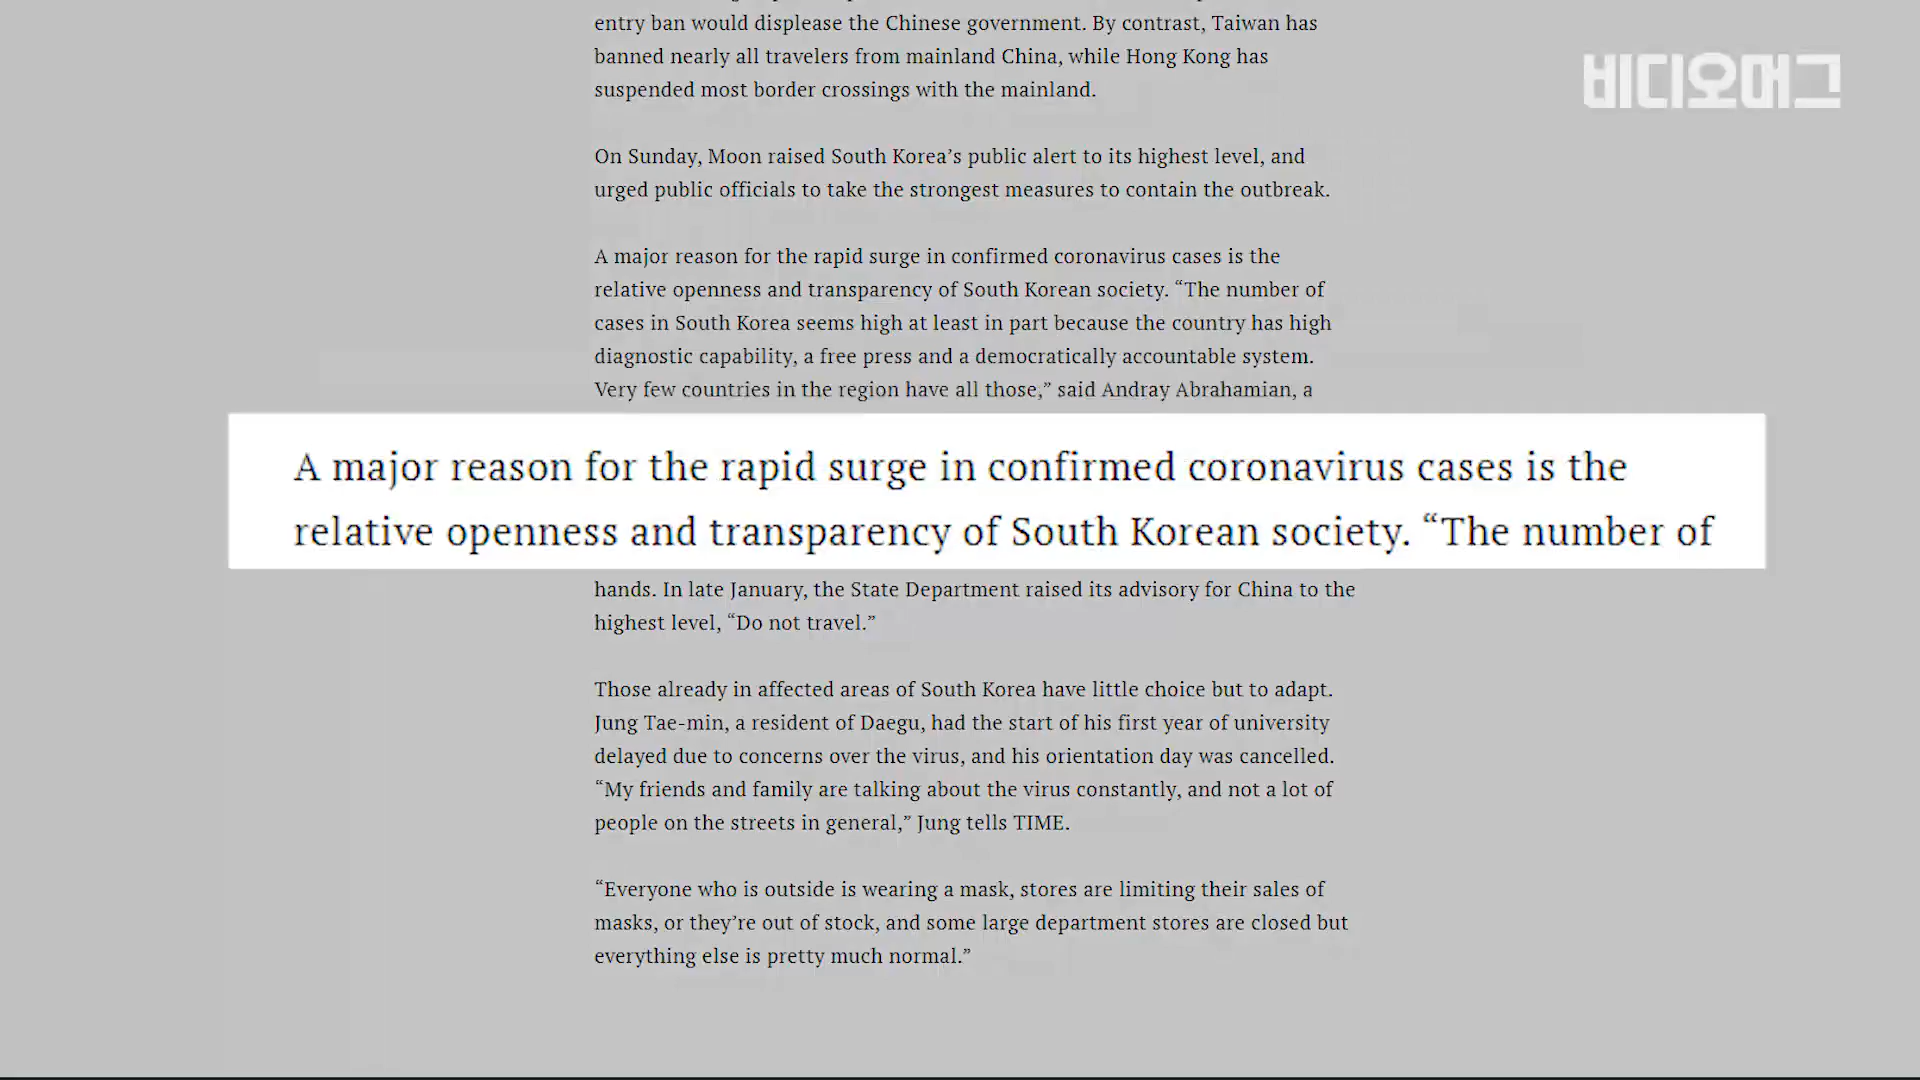 entry ban would displease the Chinese government. By contrast, Taiwan has
banned nearly all travelers from mainland China, while Hong Kong has
suspended most border crossings with the mainland.
비디오머그
On Sunday, Moon raised South Korea’s public alert to its highest level, and
urged public officials to take the strongest measures to contain the outbreak.
A major reason for the rapid surge in confirmed coronavirus cases is the
relative openness and transparency of South Korean society. “The number of
cases in South Korea seems high at least in part because the country has high
diagnostic capability, a free press and a democratically accountable system.
Very few countries in the region have all those,” said Andray Abrahamian, a
A major reason for the rapid surge in confirmed coronavirus cases is the
relative openness and transparency of South Korean society. “The number of
hands. In late January, the State Department raised its advisory for China to the
highest level, “Do not travel.”
Those already in affected areas of South Korea have little choice but to adapt.
Jung Tae-min, a resident of Daegu, had the start of his first year of university
delayed due to concerns over the virus, and his orientation day was cancelled.
“My friends and family are talking about the virus constantly, and not a lot of
people on the streets in general,” Jung tells TIME.
“Everyone who is outside is wearing a mask, stores are limiting their sales of
masks, or they’re out of stock, and some large department stores are closed but
everything else is pretty much normal.”